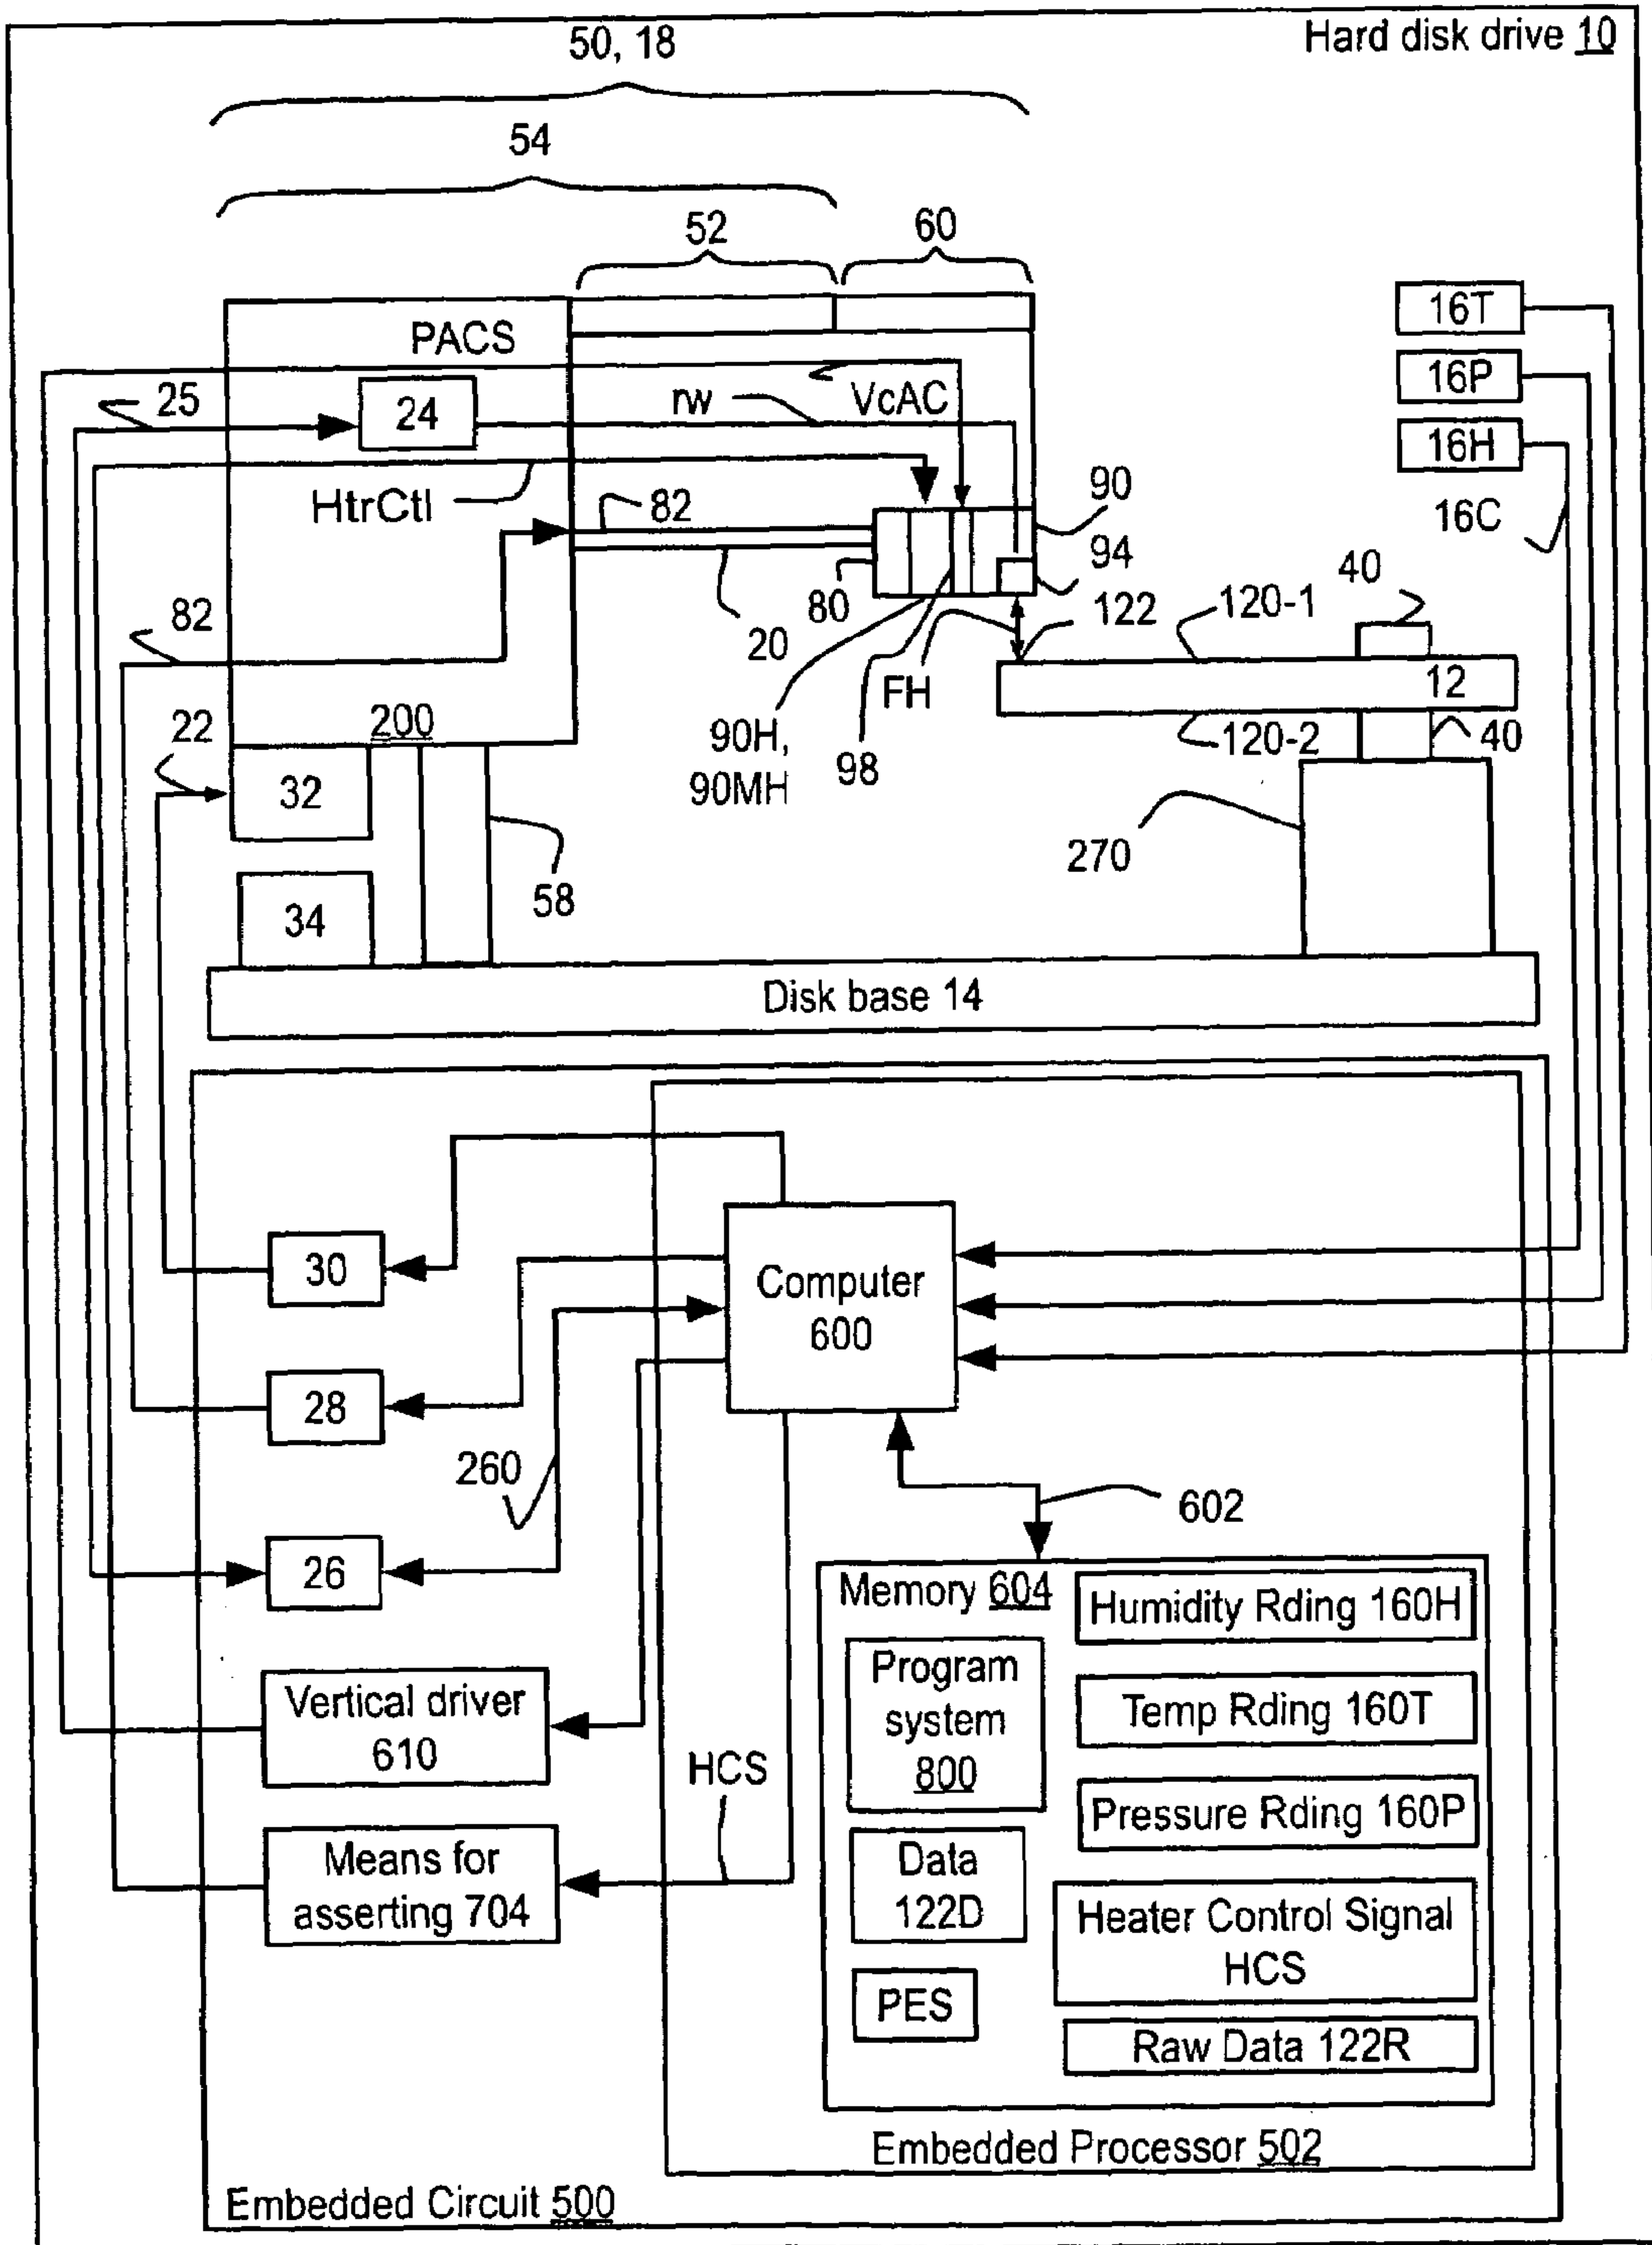 Hard disk drive 10
50, 18
54
52
60
PACS
16T
16P
16H
25
24
rw
VcAC
HtrCtl
82
90
16C
94
80
40
82
20
122
120-1
FH
12
22
200
90H,
90MH
98
120-2
40
32
270
58
34
Disk base 14
30
Computer
600
28
260
602
26
Memory 604
Humidity Rding 160H
Program
system
800
Temp Rding 160T
Vertical driver
610
HCS
Pressure Rding 160P
Means for
asserting 704
Data
122D
Heater Control Signal
HCS
PES
Raw Data 122R
Embedded Processor 502
Embedded Circuit 500